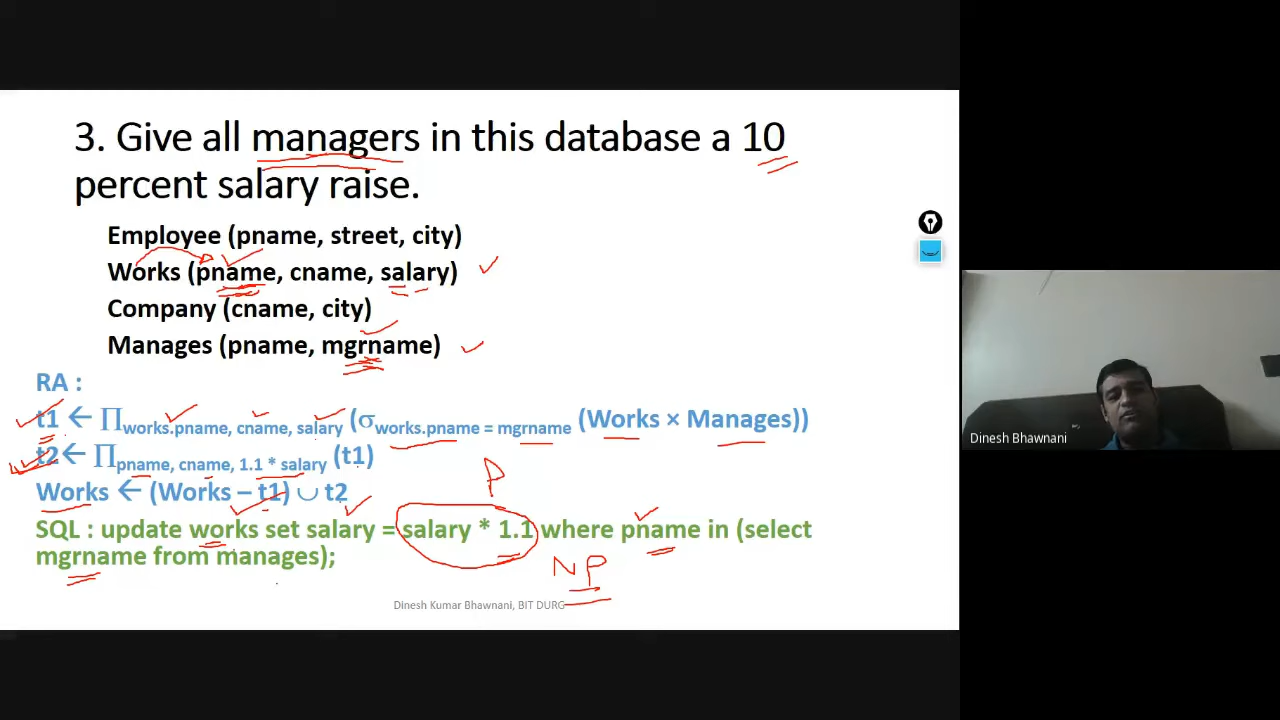 3. Give all managers in this database a 10
percent salary raise.
Employee (pname, street, city)
Works (pname, cname, salary)
Company (cname, city)
Manages (pname, mgrname)
RA :
t1 ← ∏works.pname, cname, salary (σworks.pname = mgrname (Works × Manages))
t2← ∏pname, cname, 1.1 * salary (t1)
Works ← (Works – t1) ∪ t2
P
SQL : update works set salary = salary * 1.1 where pname in (select
mgrname from manages);
NP
Dinesh Kumar Bhawnani, BIT DURG
Dinesh Bhawnani